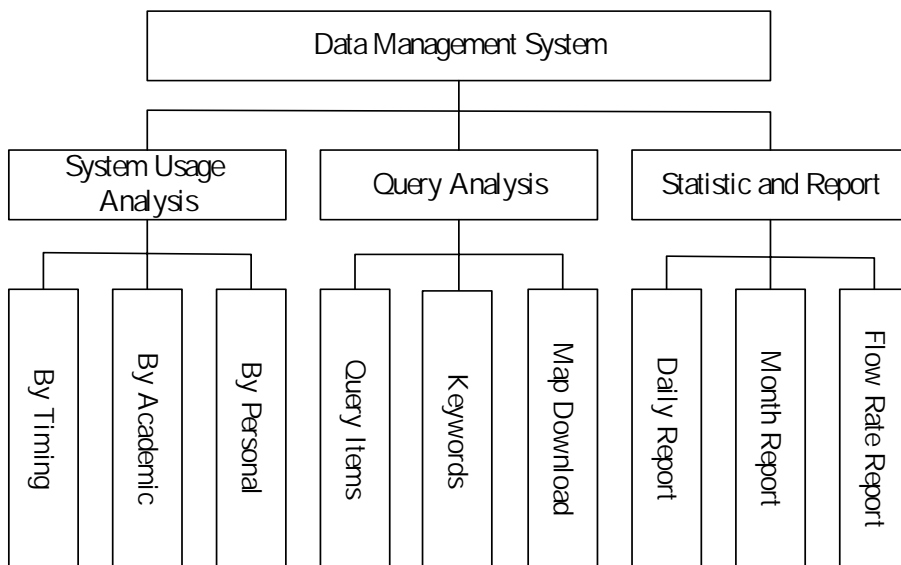 Data Management System
System Usage
Analysis
Query Analysis
Statistic and Report
By Timing
By Academic
By Personal
Query Items
Keywords
Map Download
Daily Report
Month Report
Flow Rate Report